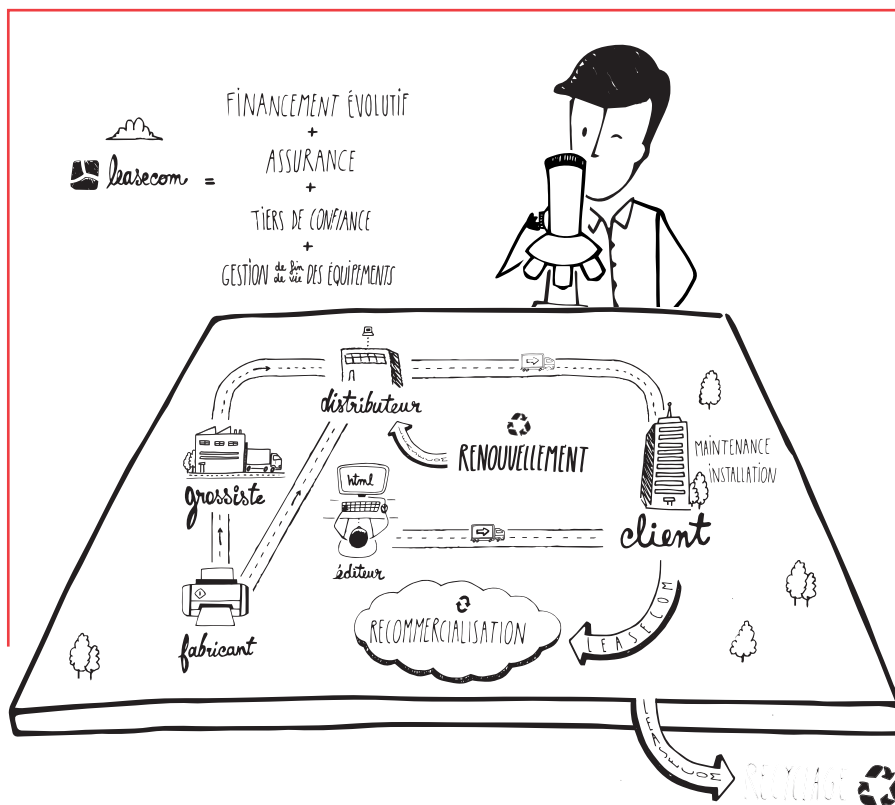 FINANCEMENT ÉVOLUTIF
+
ASSURANCE
+
leasecom =
TIERS DE CONFIANCE
+
GESTION de fin de vie DES ÉQUIPEMENTS
distributeur
LEASECOM
RENOUVELLEMENT
MAINTENANCE
INSTALLATION
grossiste
html
client
éditeur
RECOMMERCIALISATION
LEASECOM
fabricant
LEASECOM
RECYCLAGE